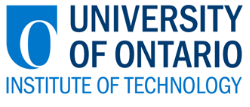 UNIVERSITY
OF ONTARIO
INSTITUTE OF TECHNOLOGY